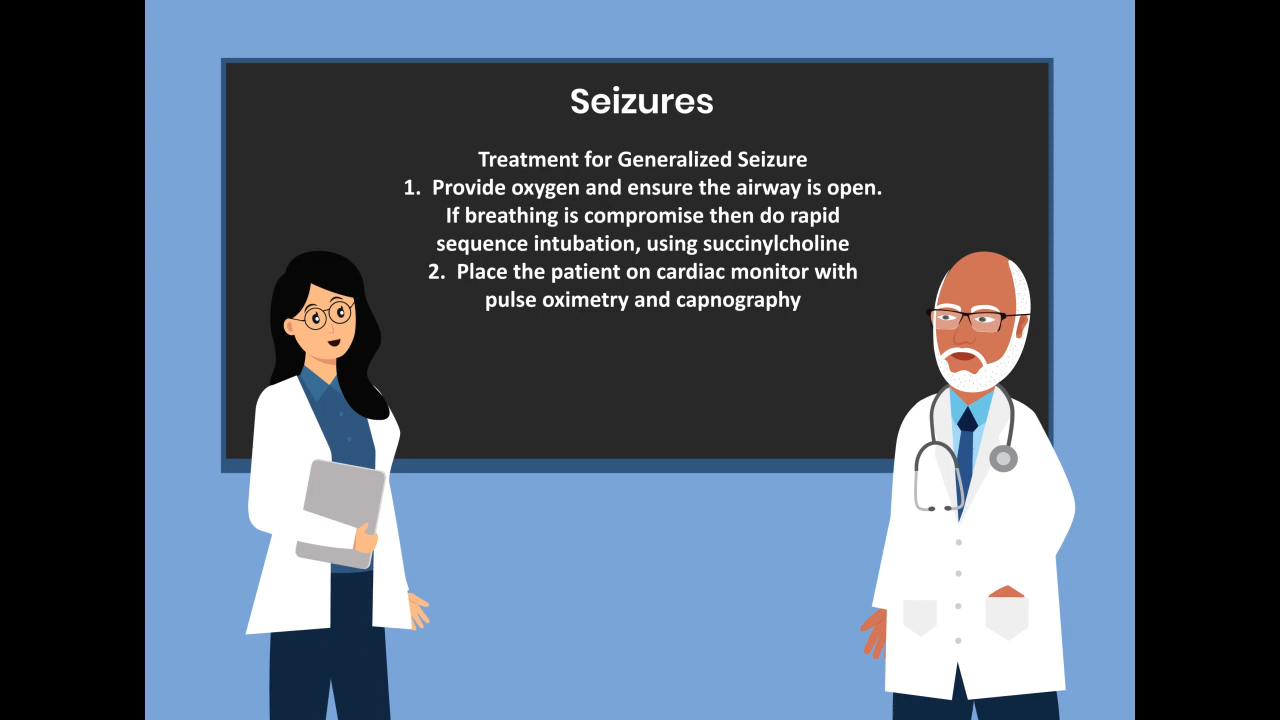 Seizures
Treatment for Generalized Seizure
1. Provide oxygen and ensure the airway is open.
If breathing is compromise then do rapid
sequence intubation, using succinylcholine
2. Place the patient on cardiac monitor with
pulse oximetry and capnography